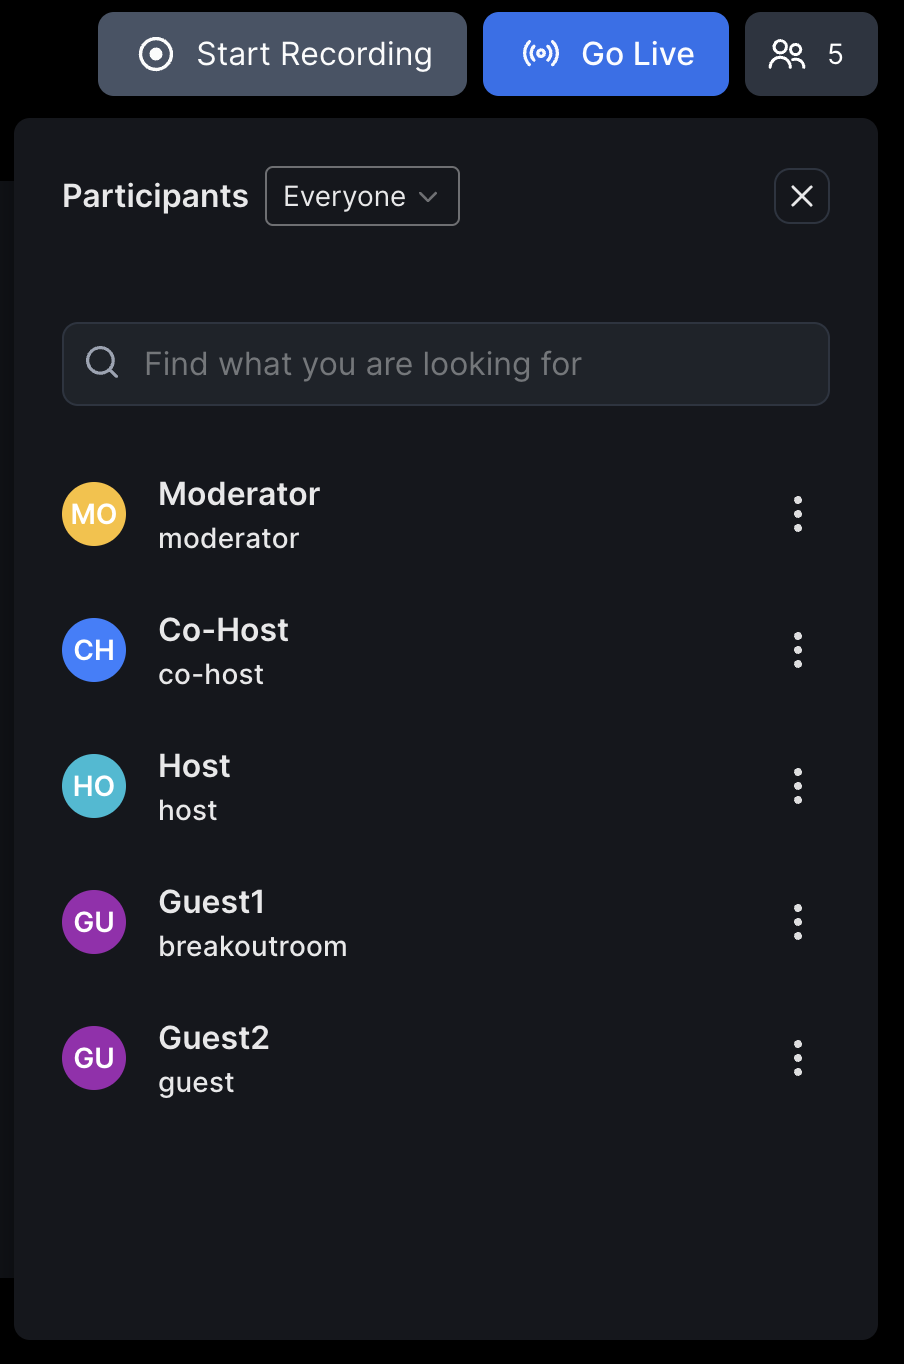 Start Recording
Go Live
5
Participants
Everyone
Find what you are looking for
MO
Moderator
moderator
CH
Co-Host
co-host
HO
Host
host
GU
Guest1
breakoutroom
GU
Guest2
guest